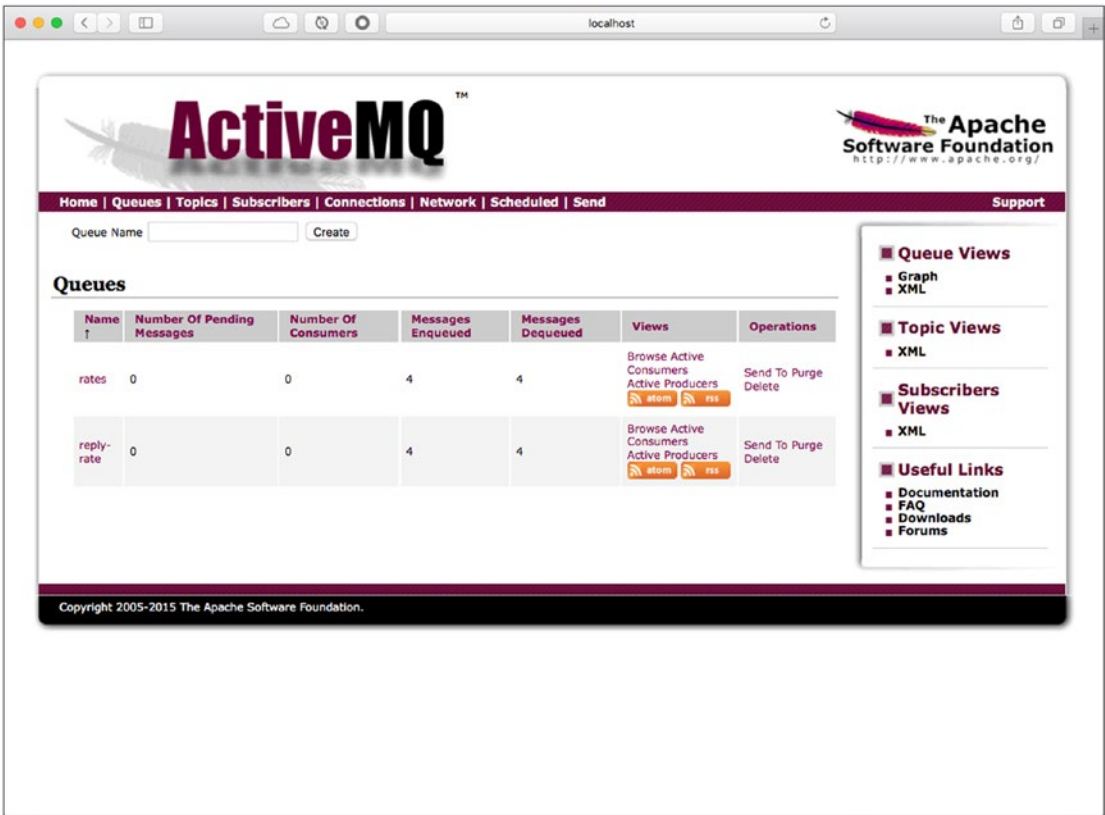 localhost
ActiveMQ™
The Apache
Software Foundation
http://www.apache.org/
Home | Queues | Topics | Subscribers | Connections | Network | Scheduled | Send
Support
Queue Name
Create
Queues
Name ↑
Number Of Pending Messages
Number Of Consumers
Messages Enqueued
Messages Dequeued
Views
Operations
rates
0
0
4
4
Browse Active
Consumers
Active Producers
atom rss
Send To Purge
Delete
reply-
rate
0
0
4
4
Browse Active
Consumers
Active Producers
atom rss
Send To Purge
Delete
Queue Views
Graph
XML
Topic Views
XML
Subscribers
Views
XML
Useful Links
Documentation
FAQ
Downloads
Forums
Copyright 2005-2015 The Apache Software Foundation.